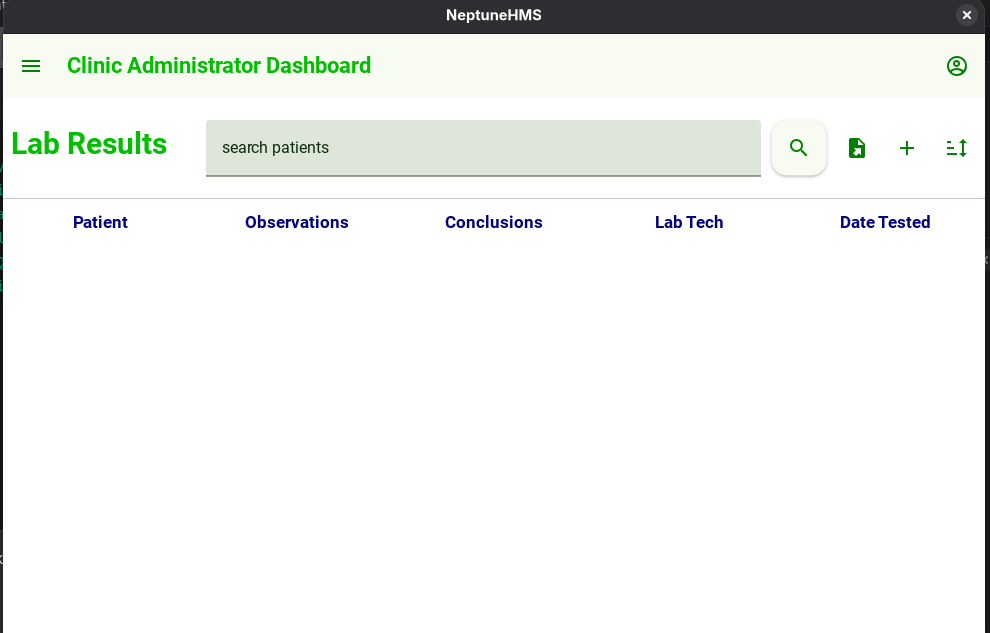 NeptuneHMS
Clinic Administrator Dashboard
Lab Results
search patients
Patient Observations Conclusions Lab Tech Date Tested